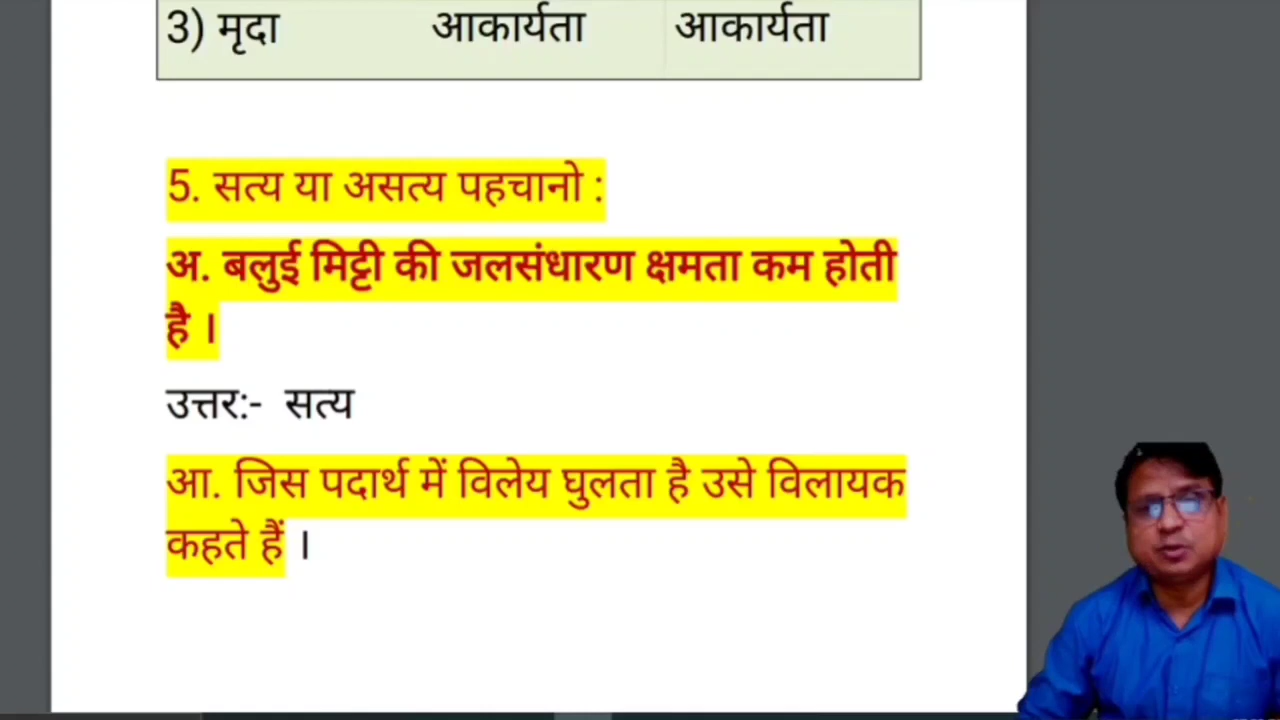 3) मृदा आकार्यता आकार्यता
5. सत्य या असत्य पहचानो :
अ. बलुई मिट्टी की जलसंधारण क्षमता कम होती
है ।
उत्तर:- सत्य
आ. जिस पदार्थ में विलेय घुलता है उसे विलायक
कहते हैं ।